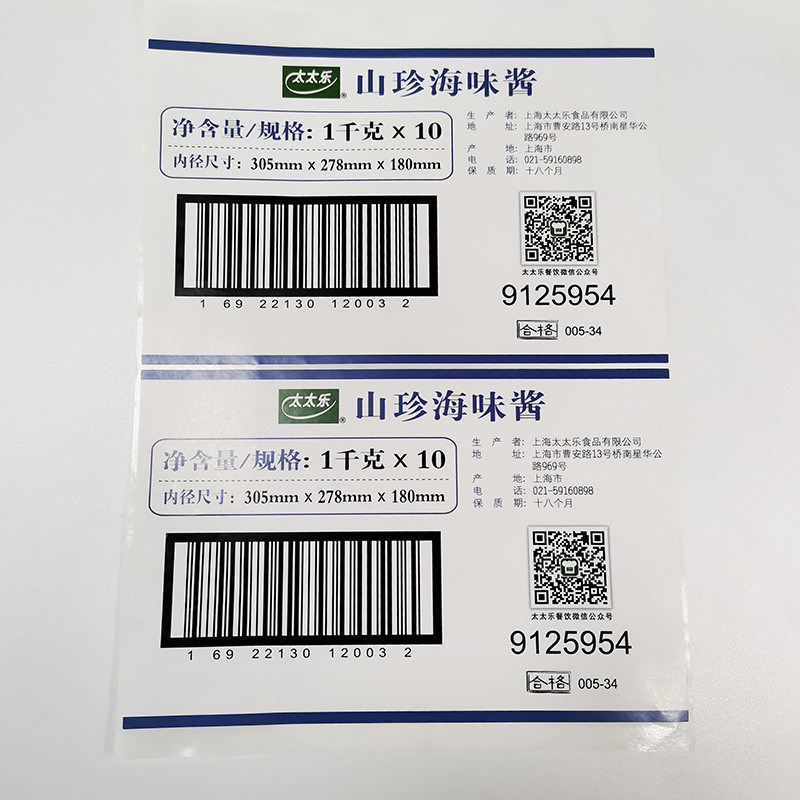 太太乐® 山珍海味酱
净含量/规格: 1千克 × 10
内径尺寸: 305mm × 278mm × 180mm
生产者: 上海太太乐食品有限公司
地址: 上海市曹安路13号桥南星华公
路969号
产地: 上海市
电话: 021-59160898
保质期: 十八个月
1 69 22130 12003 2
太太乐餐饮微信公众号
9125954
合格 005-34
太太乐® 山珍海味酱
净含量/规格: 1千克 × 10
内径尺寸: 305mm × 278mm × 180mm
生产者: 上海太太乐食品有限公司
地址: 上海市曹安路13号桥南星华公
路969号
产地: 上海市
电话: 021-59160898
保质期: 十八个月
1 69 22130 12003 2
太太乐餐饮微信公众号
9125954
合格 005-34